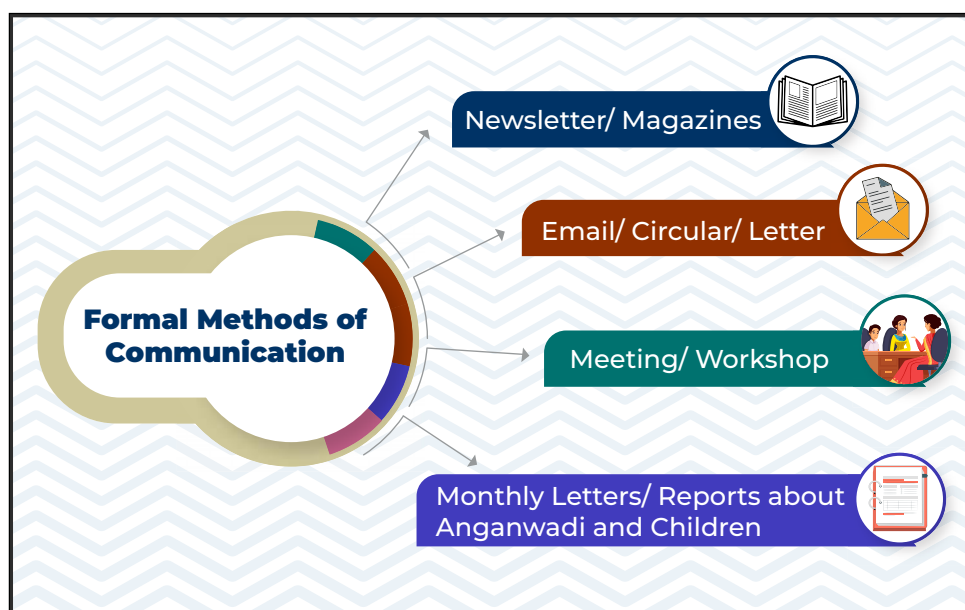 Newsletter/ Magazines
Email/ Circular/ Letter
Formal Methods of
Communication
Meeting/ Workshop
Monthly Letters/ Reports about
Anganwadi and Children